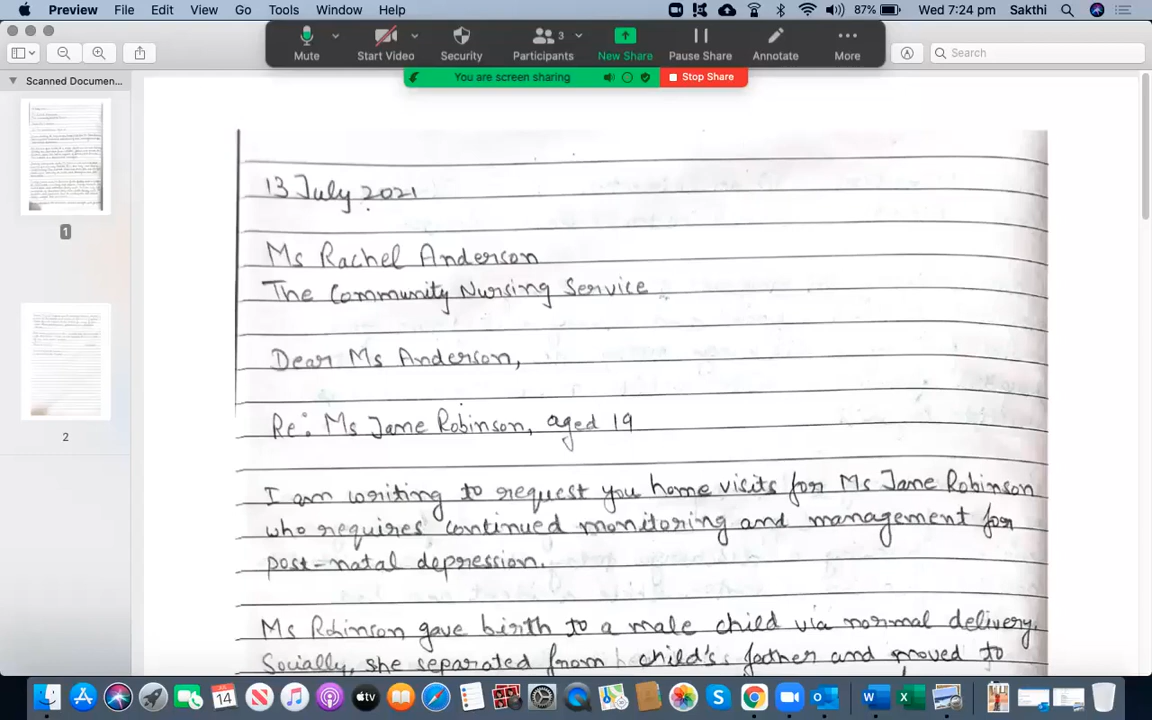 Preview File Edit View Go Tools Window Help 87% Wed 7:24 pm Sakthi
Mute Start Video Security Participants 3 New Share Pause Share Annotate More
Search
You are screen sharing Stop Share
Scanned Documen...
1
2
13 July 2021
Ms Rachel Anderson
The Community Nursing Service
Dear Ms Anderson,
Re: Ms Jane Robinson, aged 19
I am writing to request you home visits for Ms Jane Robinson
who requires continued monitoring and management for
post-natal depression.
Ms Robinson gave birth to a male child via normal delivery.
Socially, she separated from child's father and moved to
JUL
14
tv